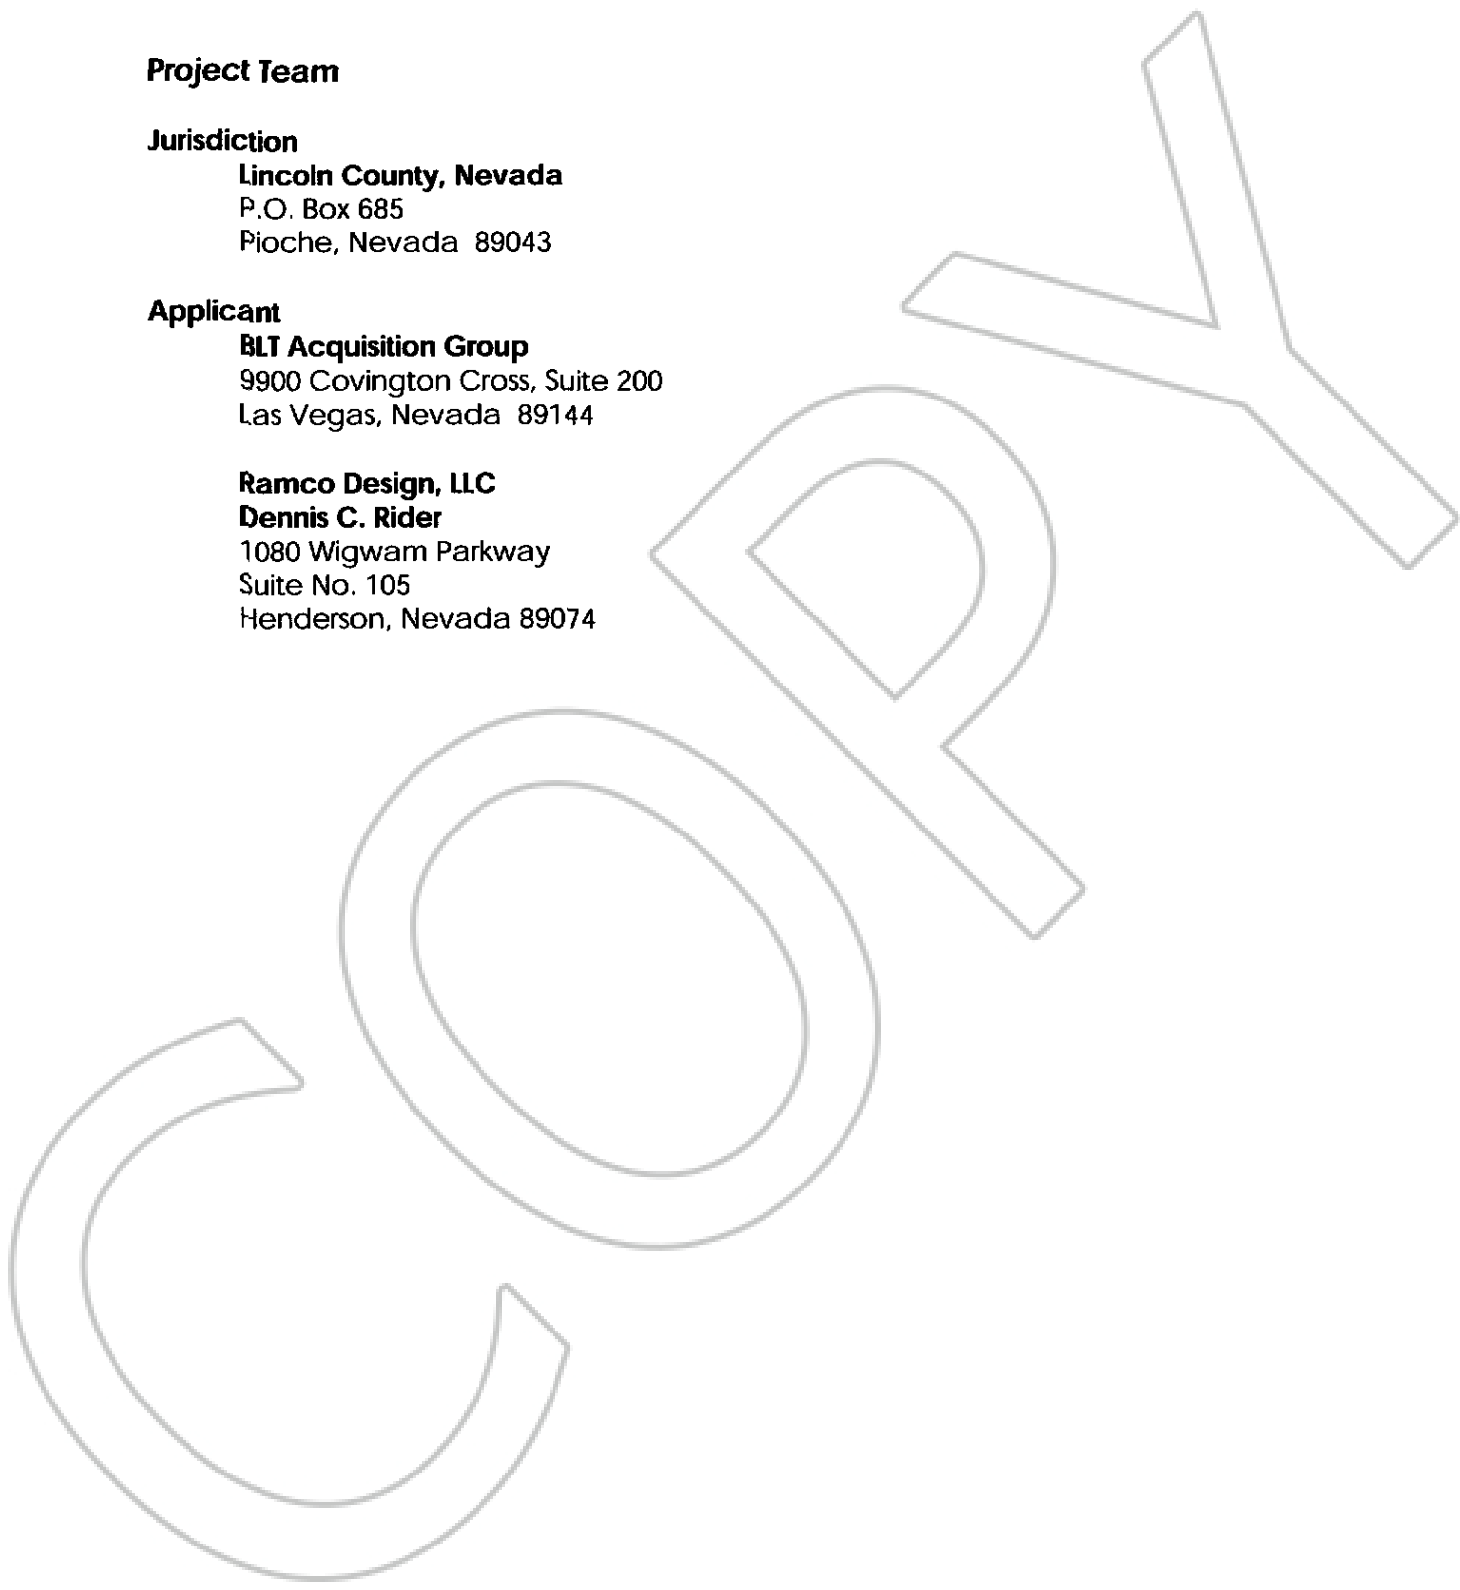 Project Team
Jurisdiction
Lincoln County, Nevada
P.O. Box 685
Pioche, Nevada 89043
Applicant
BLT Acquisition Group
9900 Covington Cross, Suite 200
Las Vegas, Nevada 89144
Ramco Design, LLC
Dennis C. Rider
1080 Wigwam Parkway
Suite No. 105
Henderson, Nevada 89074
COPY